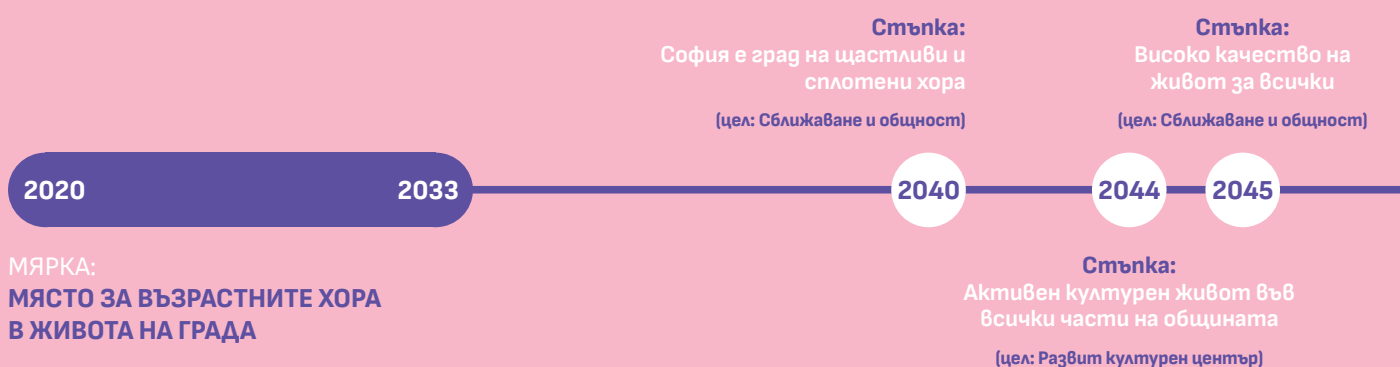 Стъпка:
София е град на щастливи и
сплотени хора
(цел: Сближаване и общност)
Стъпка:
Високо качество на
живот за всички
(цел: Сближаване и общност)
2020
2033
2040
2044
2045
МЯРКА:
МЯСТО ЗА ВЪЗРАСТНИТЕ ХОРА
В ЖИВОТА НА ГРАДА
Стъпка:
Активен културен живот във
всички части на общината
(цел: Развит културен център)